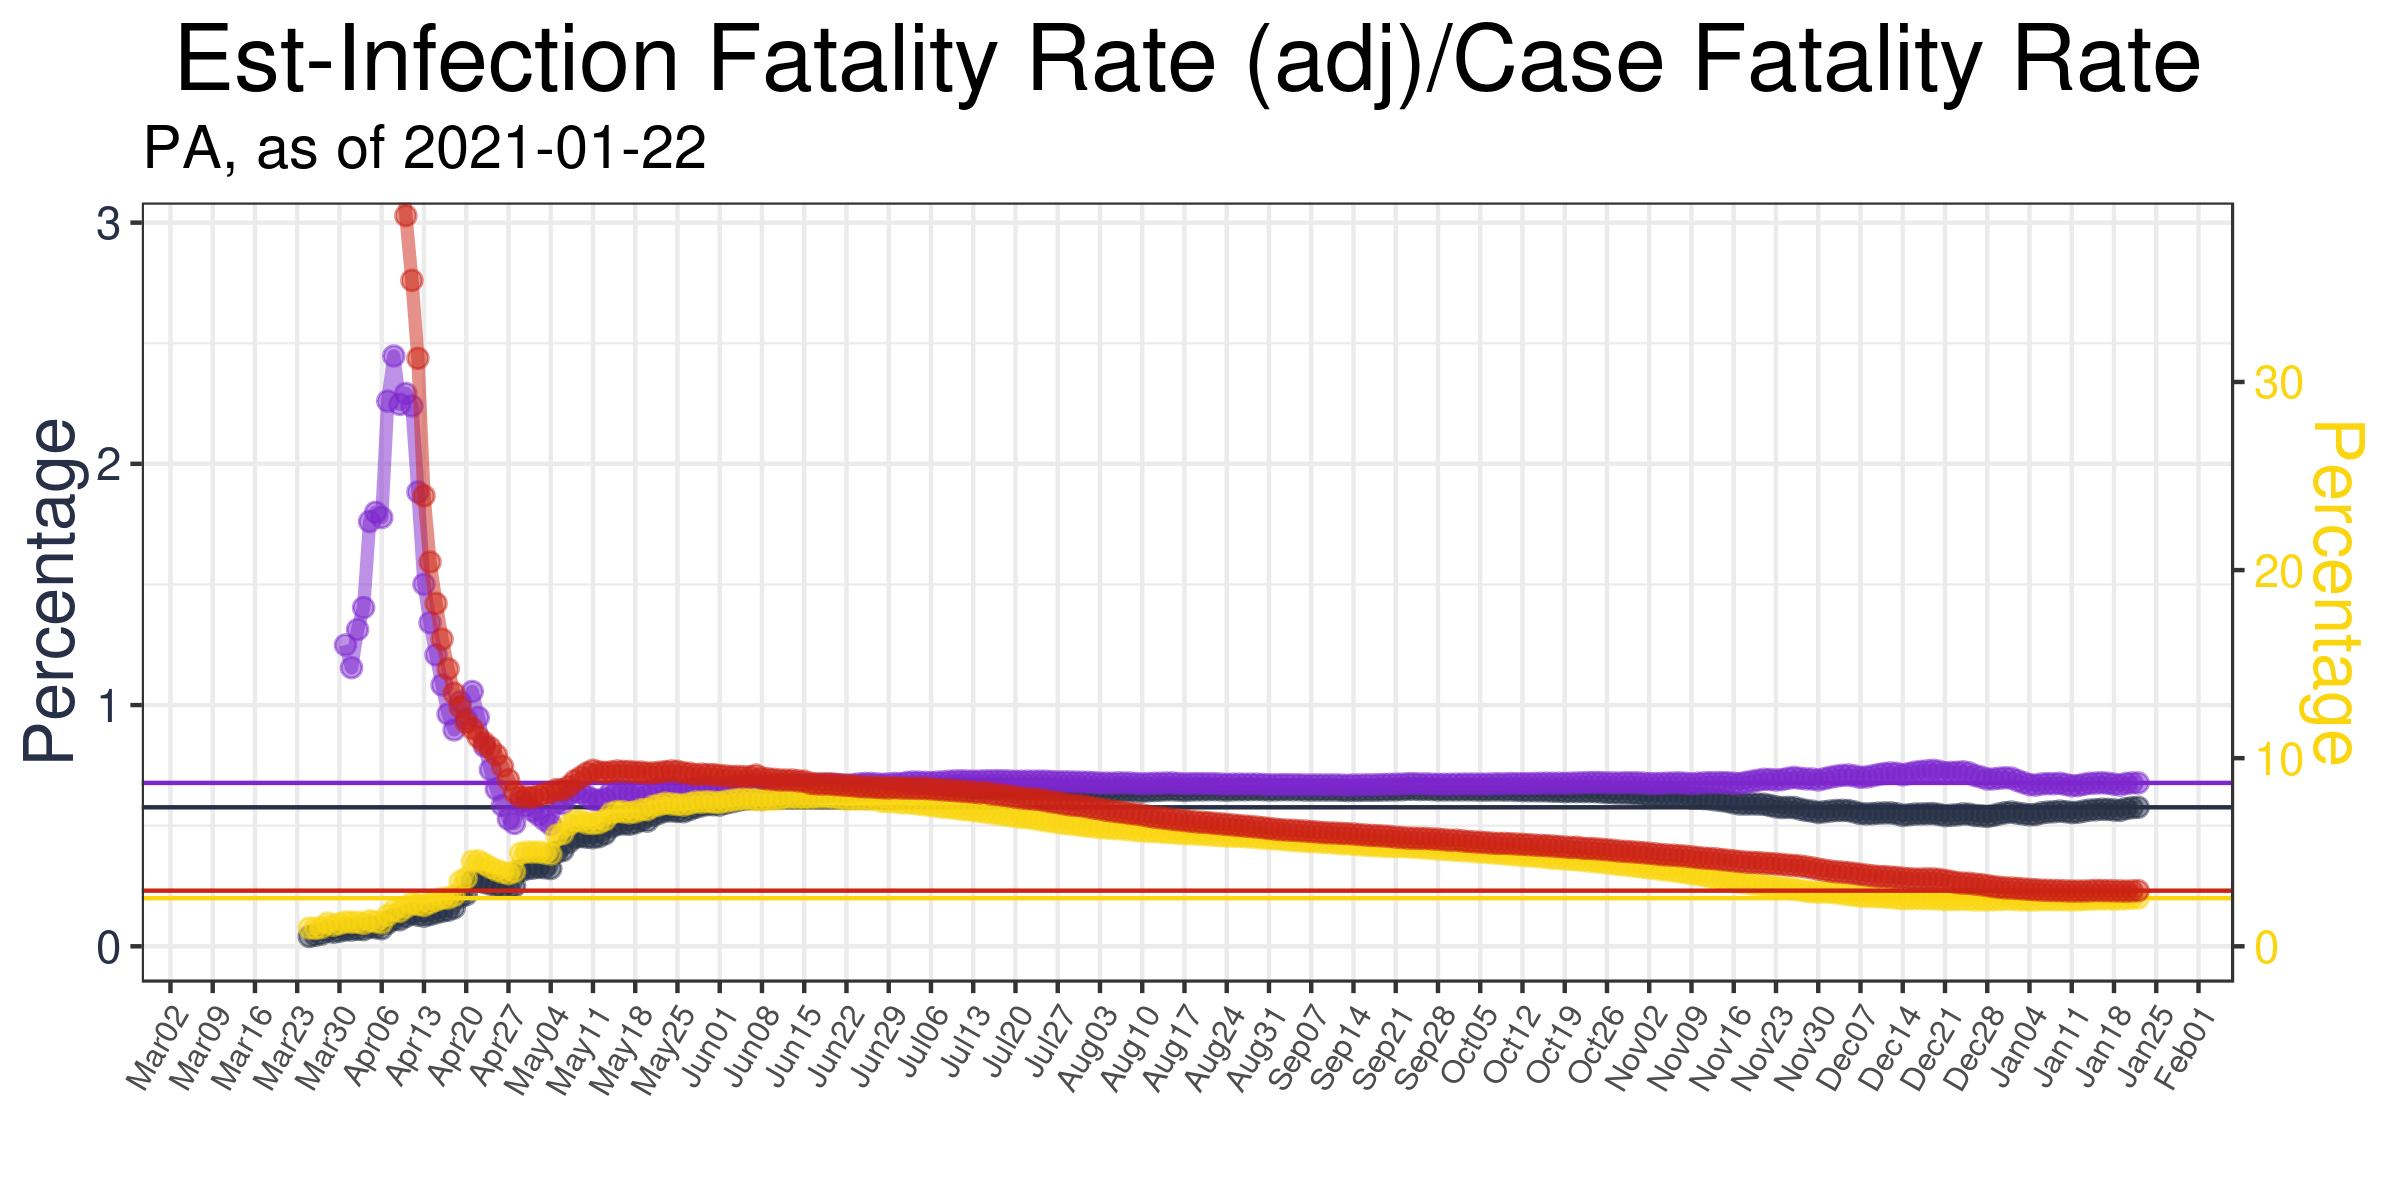 Est-Infection Fatality Rate (adj)/Case Fatality Rate
PA, as of 2021-01-22
Percentage
3
2
1
0
30
20
10
0
Percentage
Mar02
Mar09
Mar16
Mar23
Mar30
Apr06
Apr13
Apr20
Apr27
May04
May11
May18
May25
Jun01
Jun08
Jun15
Jun22
Jun29
Jul06
Jul13
Jul20
Jul27
Aug03
Aug10
Aug17
Aug24
Aug31
Sep07
Sep14
Sep21
Sep28
Oct05
Oct12
Oct19
Oct26
Nov02
Nov09
Nov16
Nov23
Nov30
Dec07
Dec14
Dec21
Dec28
Jan04
Jan11
Jan18
Jan25
Feb01